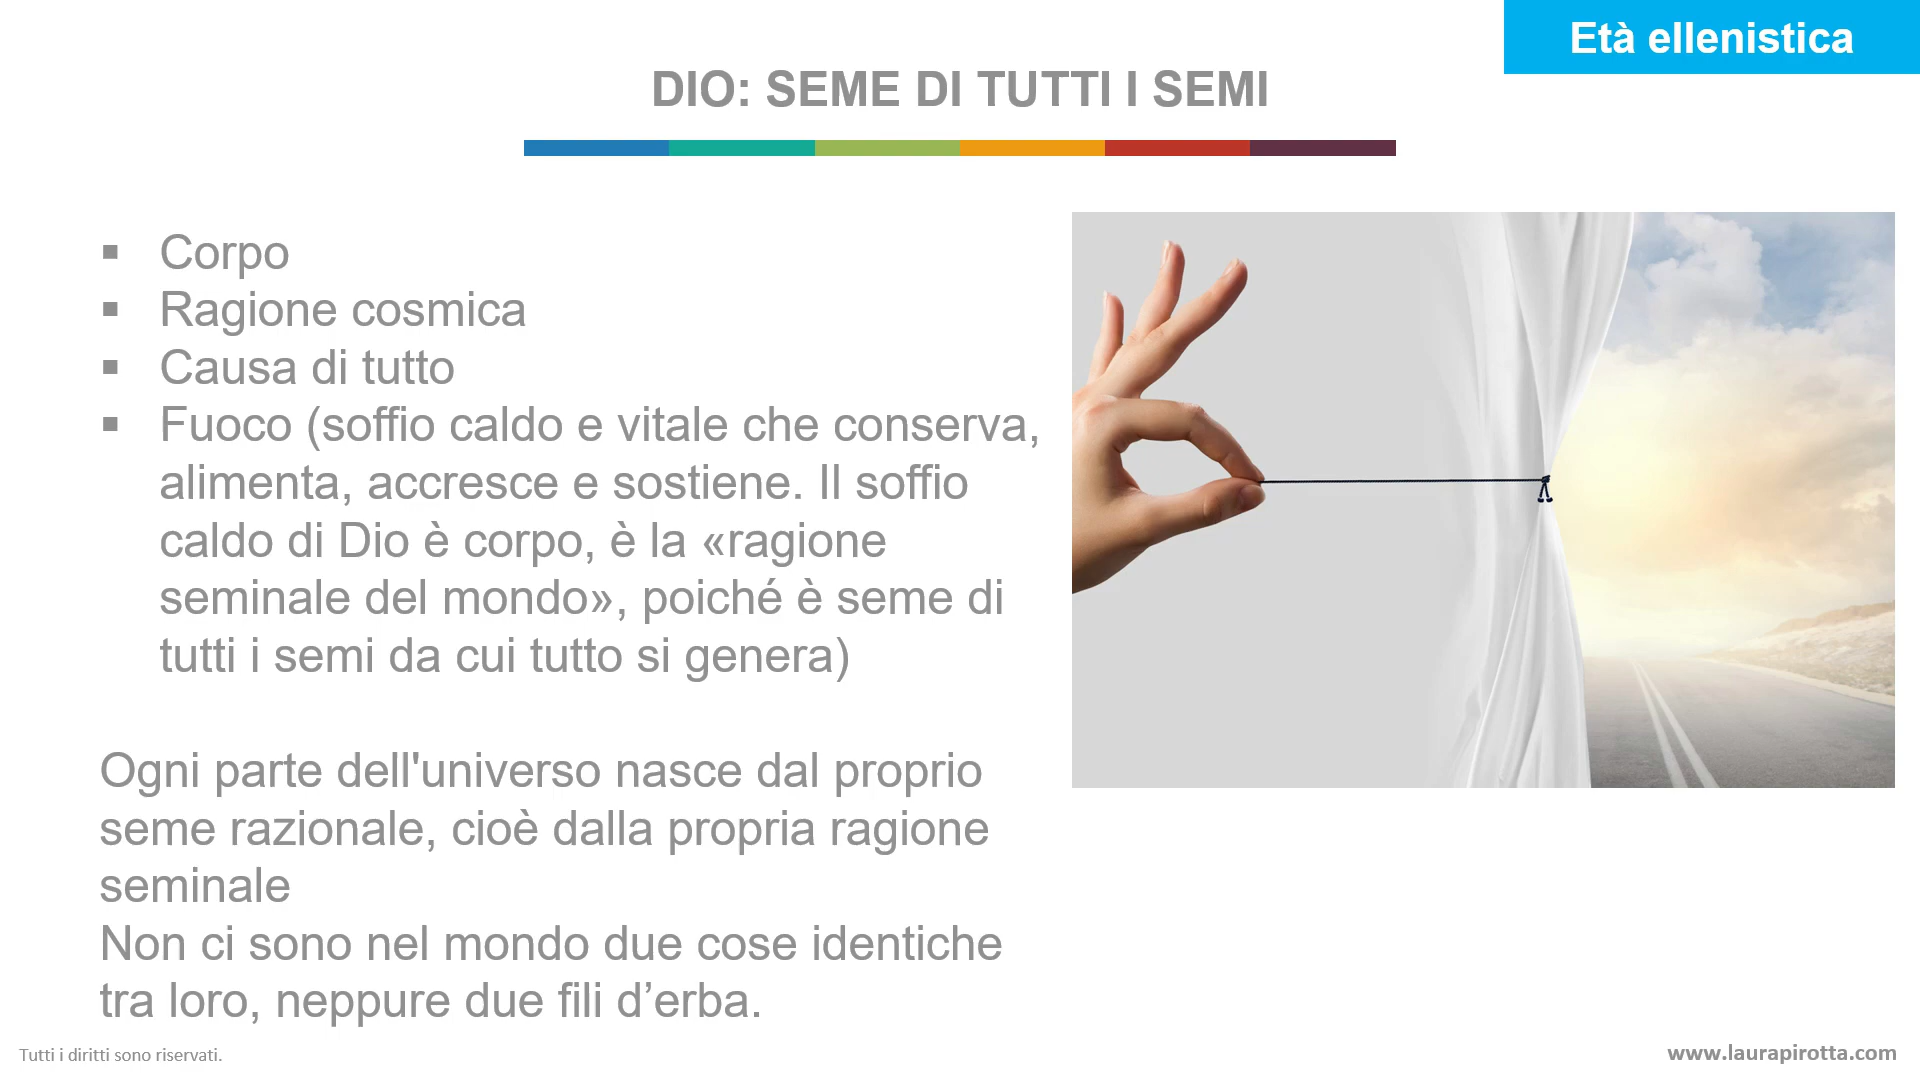 Età ellenistica
DIO: SEME DI TUTTI I SEMI
▪ Corpo
▪ Ragione cosmica
▪ Causa di tutto
▪ Fuoco (soffio caldo e vitale che conserva,
alimenta, accresce e sostiene. Il soffio
caldo di Dio è corpo, è la «ragione
seminale del mondo», poiché è seme di
tutti i semi da cui tutto si genera)
Ogni parte dell'universo nasce dal proprio
seme razionale, cioè dalla propria ragione
seminale
Non ci sono nel mondo due cose identiche
tra loro, neppure due fili d’erba.
Tutti i diritti sono riservati.
www.laurapirotta.com